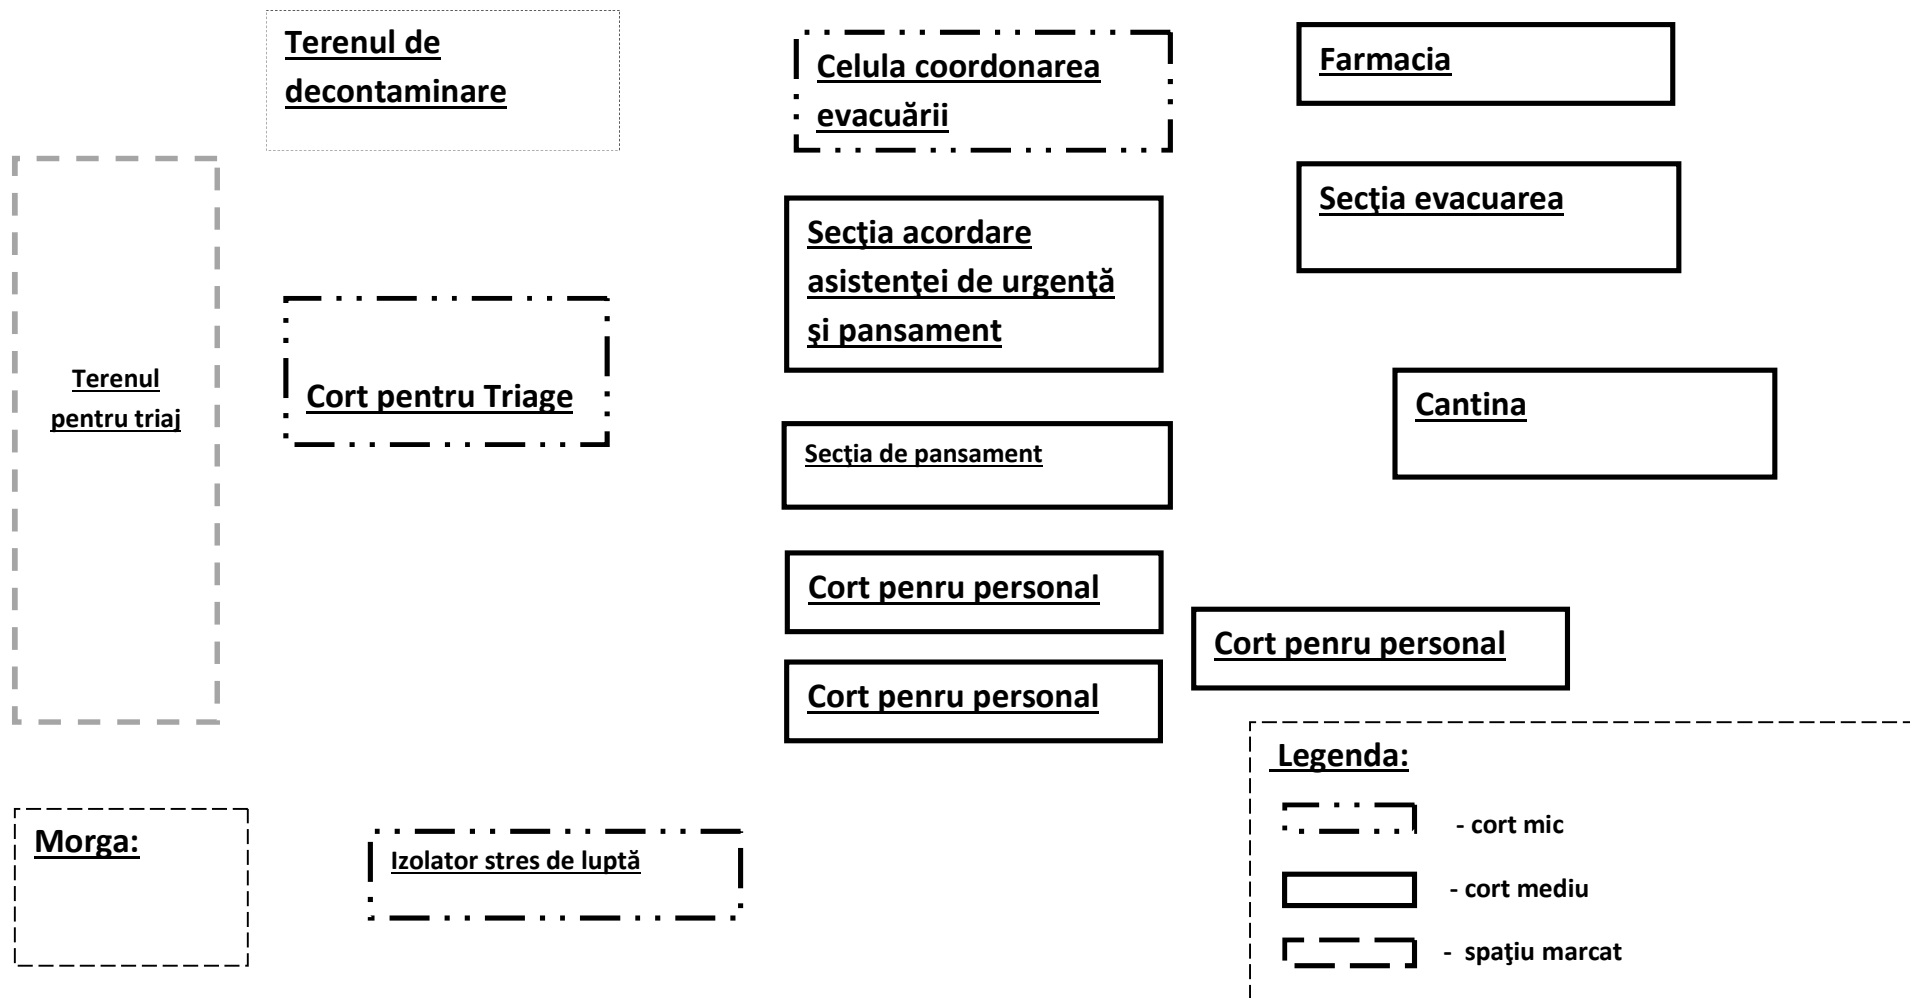 Terenul de
decontaminare
Celula coordonarea
evacuării
Farmacia
Secţia evacuarea
Secţia acordare
asistenţei de urgenţă
şi pansament
Terenul
pentru triaj
Cort pentru Triage
Cantina
Secţia de pansament
Cort penru personal
Cort penru personal
Cort penru personal
Legenda:
- cort mic
- cort mediu
- spaţiu marcat
Morga:
Izolator stres de luptă